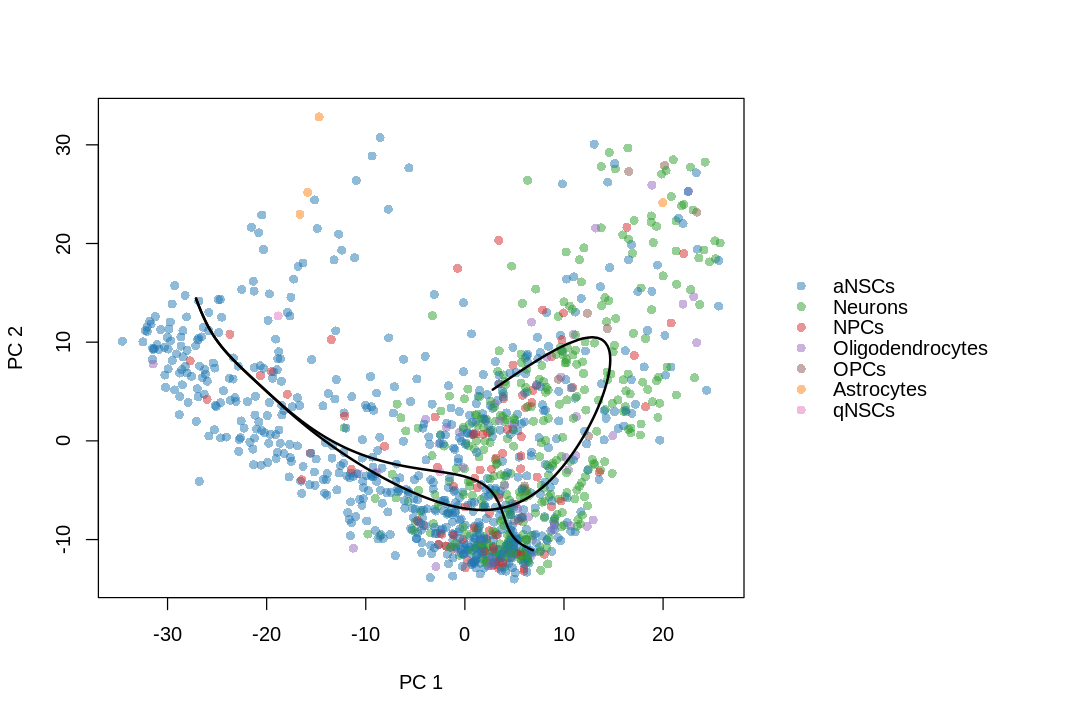 30
20
10
0
-10
PC 2
-30
-20
-10
0
10
20
PC 1
aNSCs
Neurons
NPCs
Oligodendrocytes
OPCs
Astrocytes
qNSCs